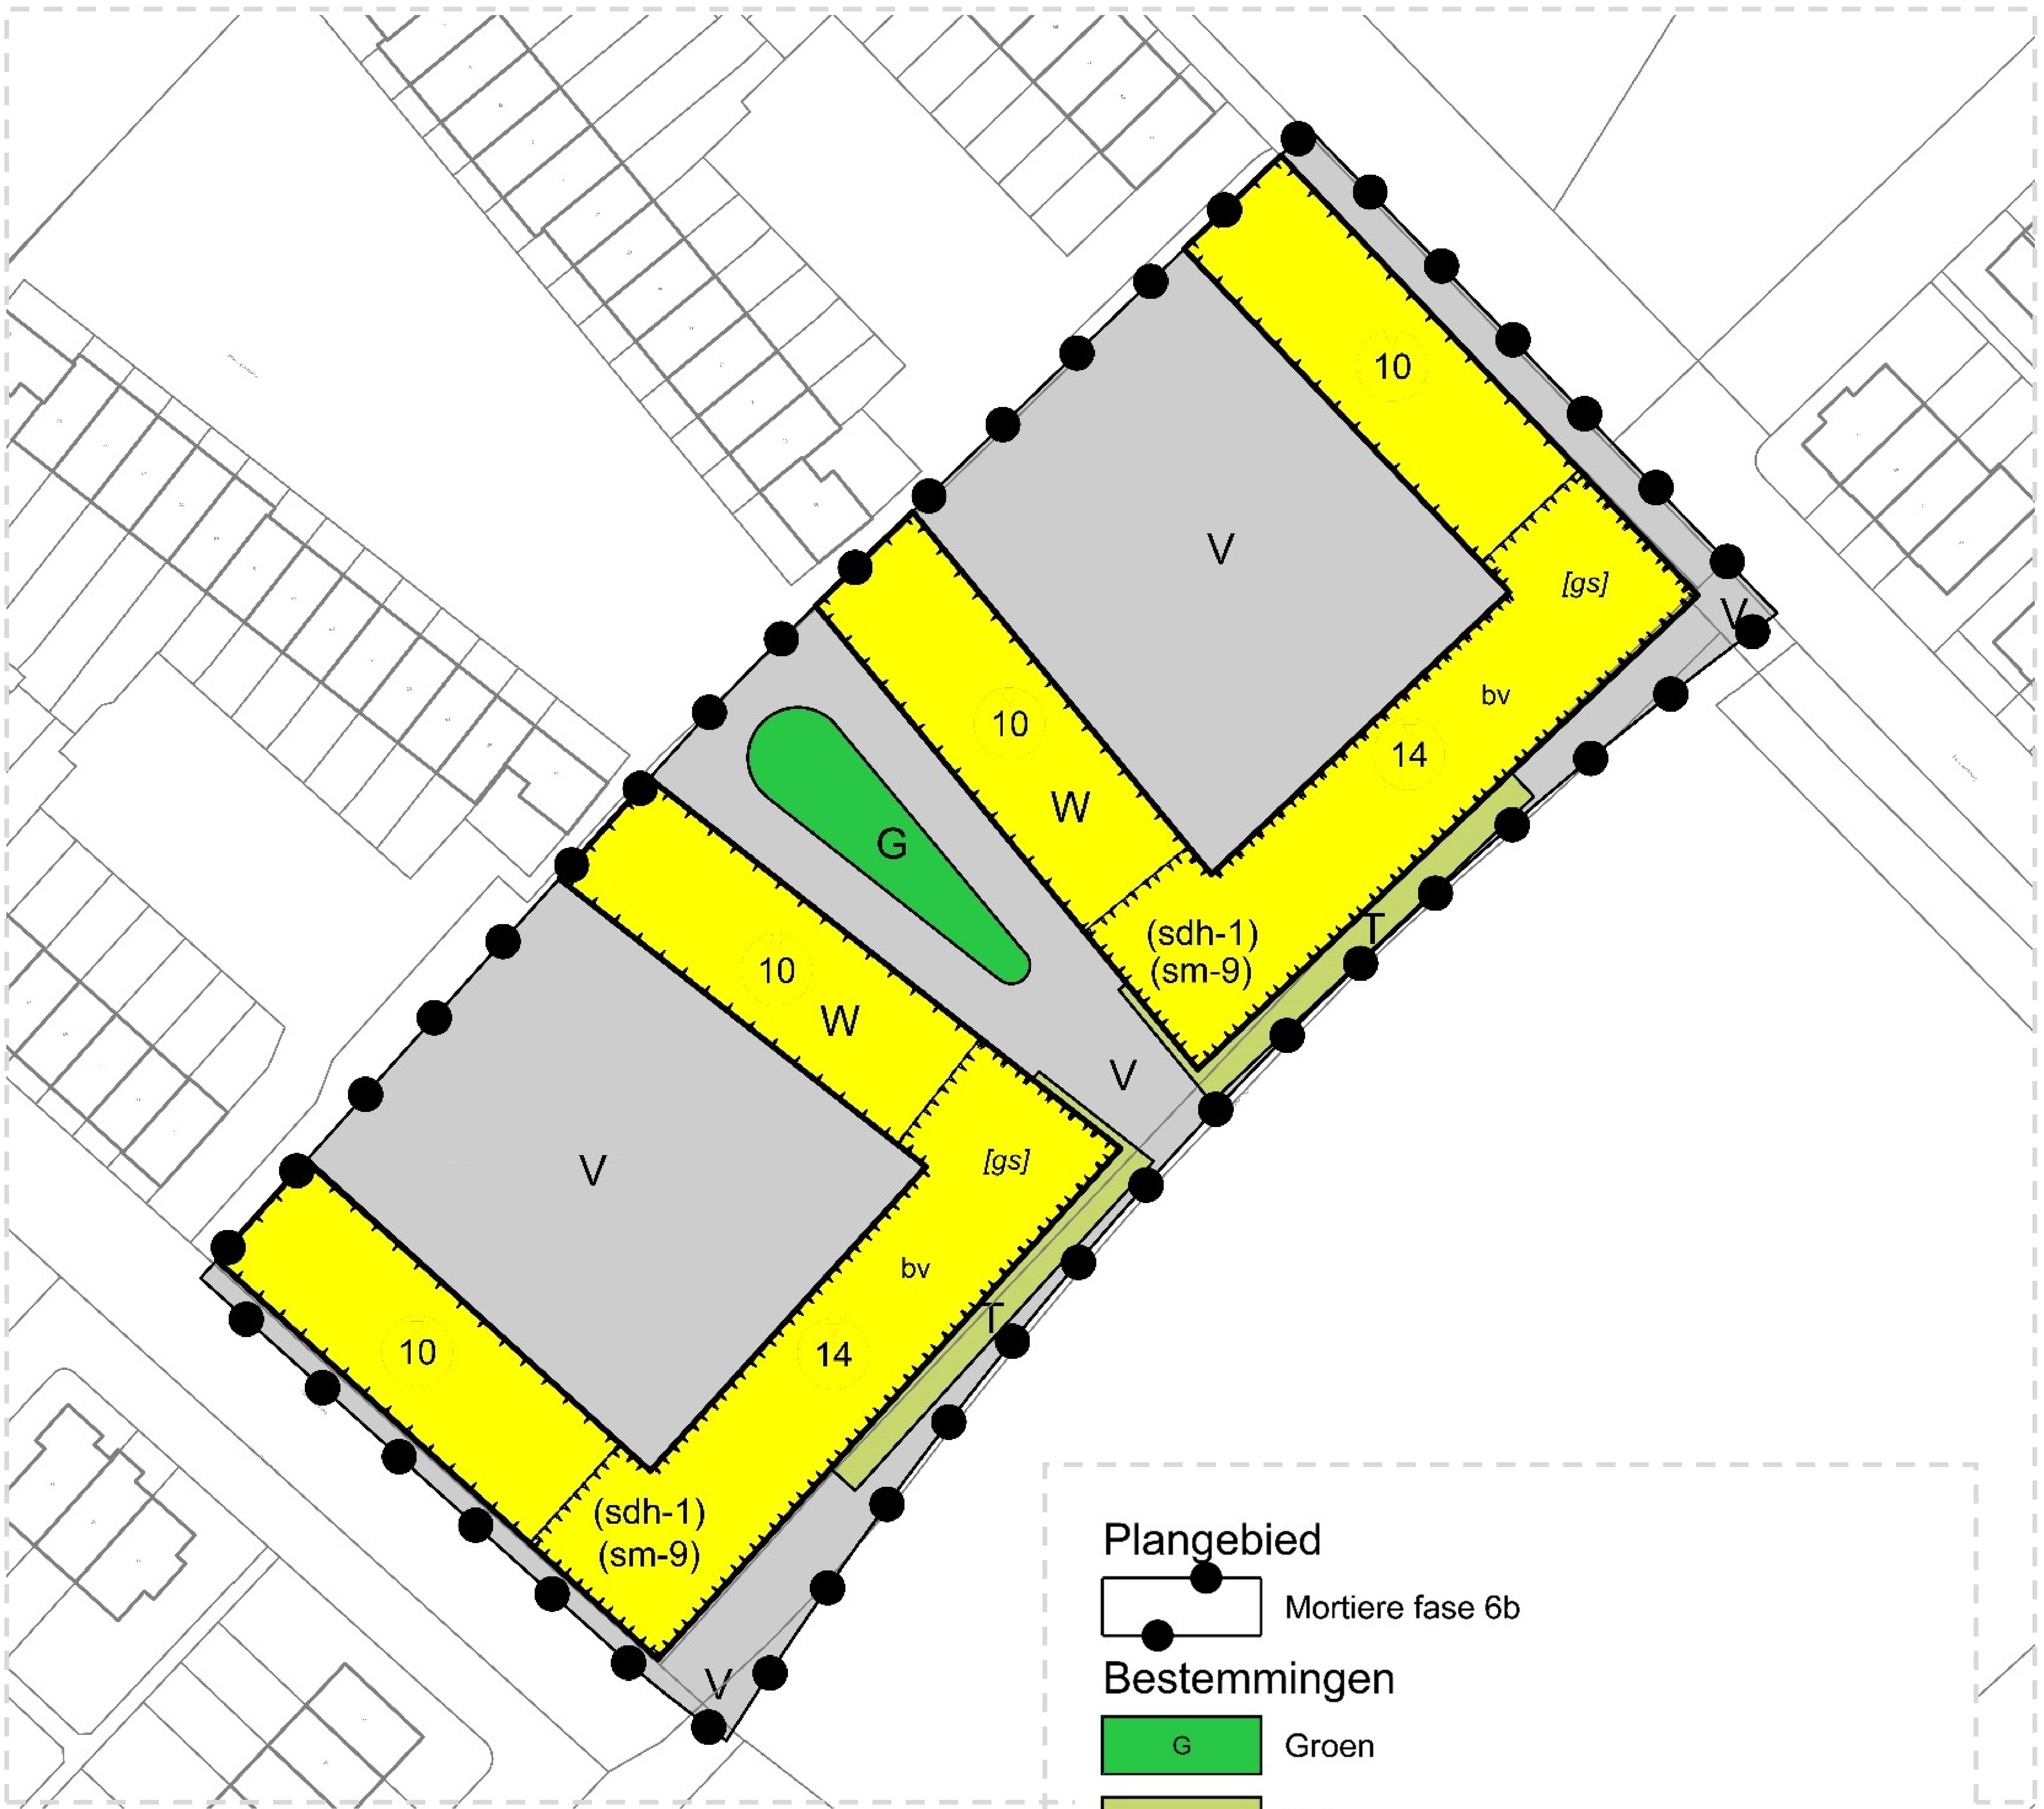 10
V
[gs]
V
bv
10
14
W
G
(sdh-1)
T
(sm-9)
10
W
V
[gs]
V
bv
T
10
14
(sdh-1)
(sm-9)
V
Plangebied
Mortiere fase 6b
Bestemmingen
G
Groen